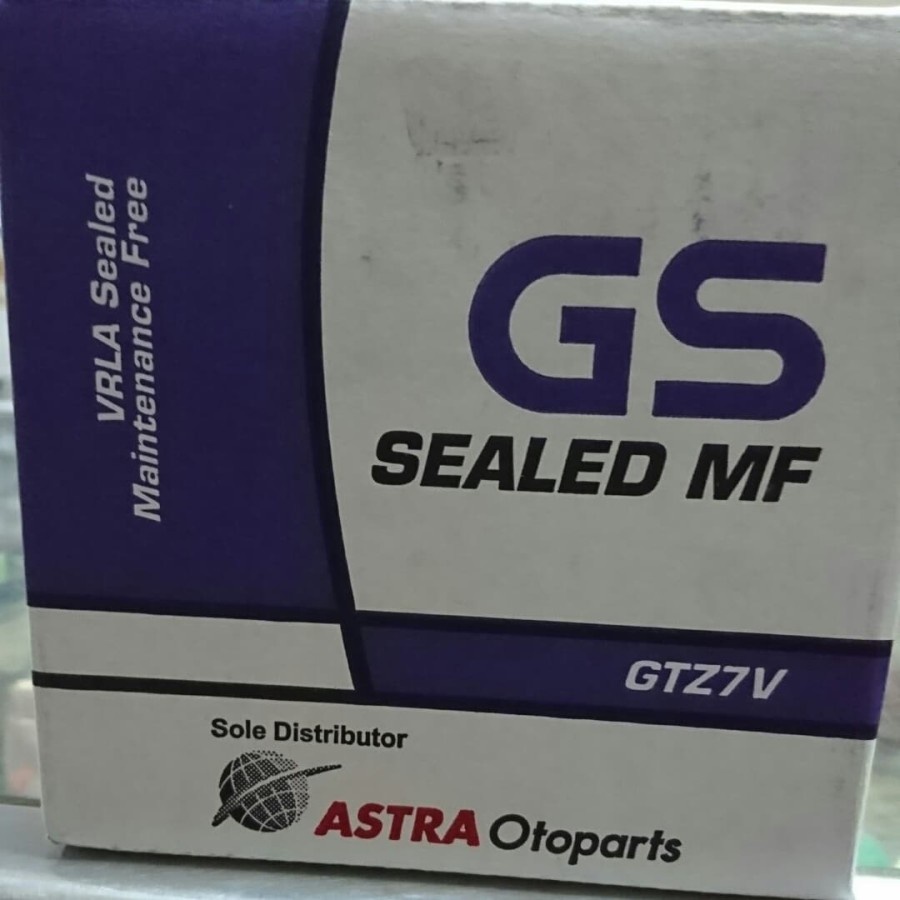 VRLA Sealed
Maintenance Free
GS
SEALED MF
GTZ7V
Sole Distributor
ASTRA Otoparts